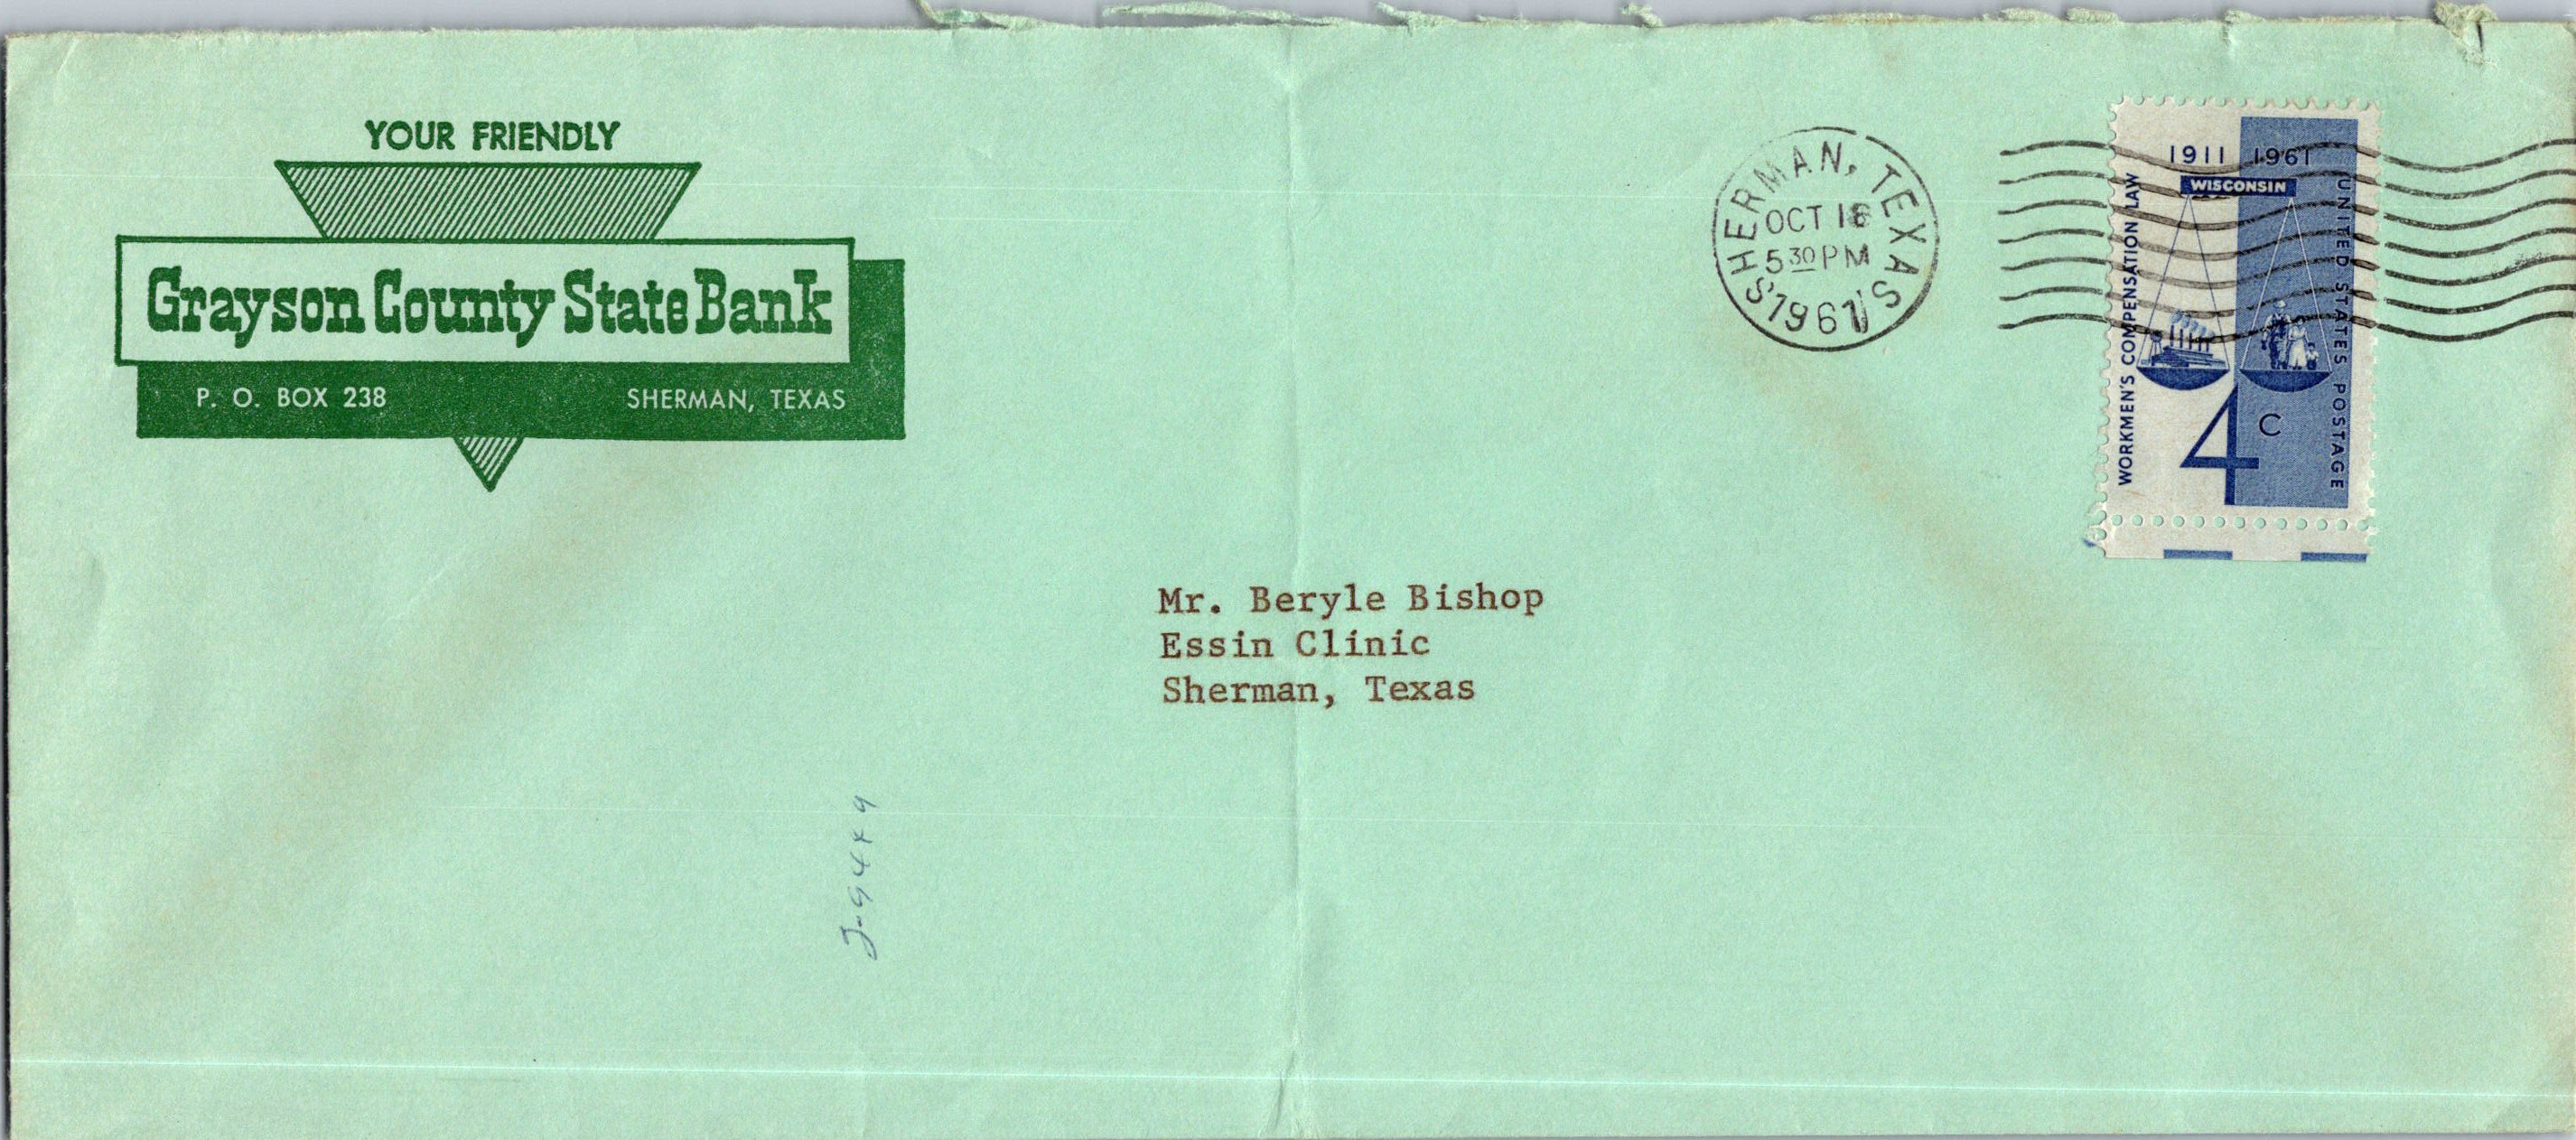 YOUR FRIENDLY
Grayson County State Bank
P. O. BOX 238 SHERMAN, TEXAS
SHERMAN, TEXAS
OCT 16
5 30 PM
1961
1911 1961
WISCONSIN
WORKMEN'S COMPENSATION LAW
UNITED STATES POSTAGE
4 C
Mr. Beryle Bishop
Essin Clinic
Sherman, Texas